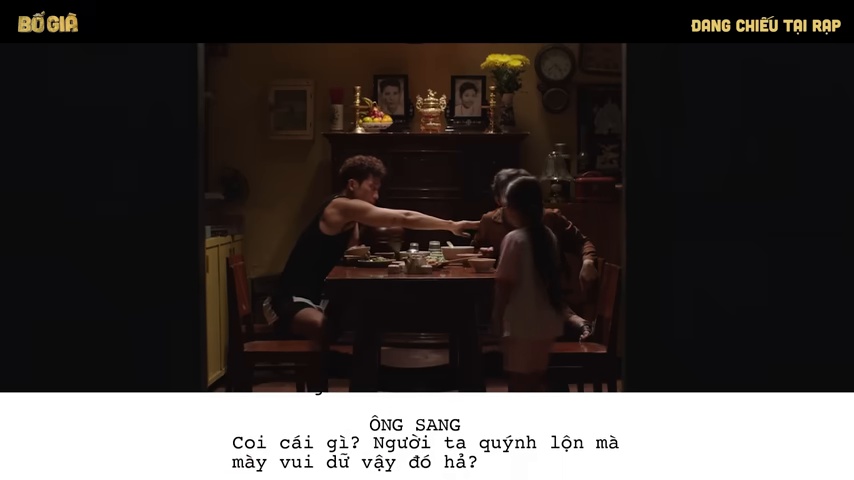 BỐ GIÀ
ĐANG CHIẾU TẠI RẠP
ÔNG SANG
Coi cái gì? Người ta quýnh lộn mà
mày vui dữ vậy đó hả?